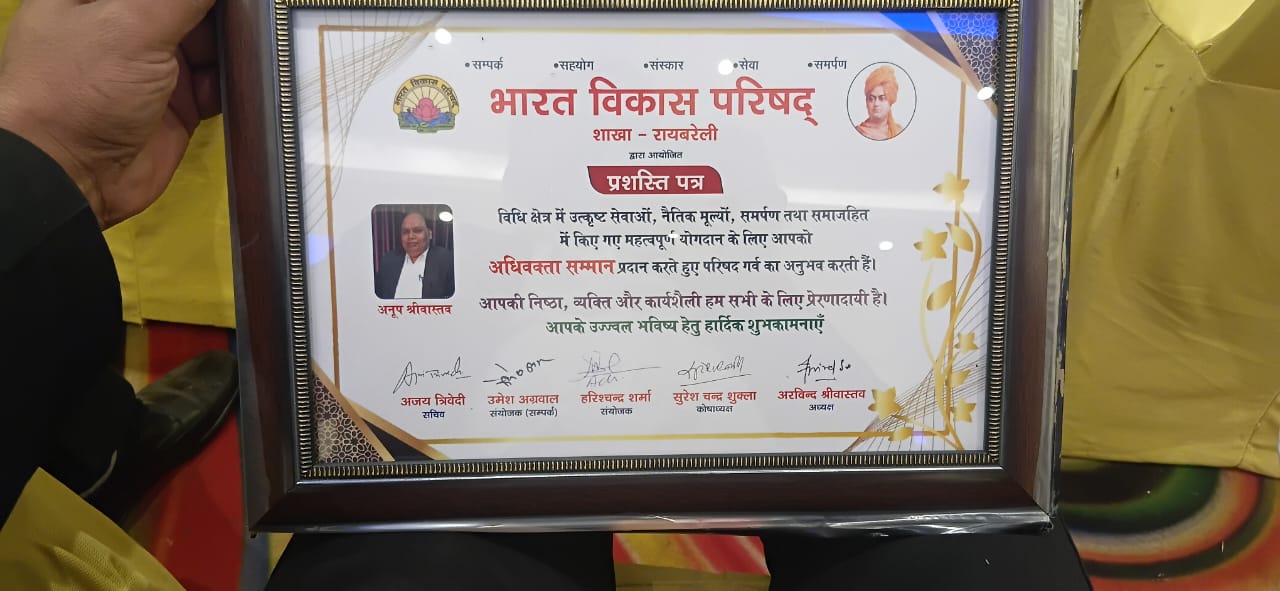 •सम्पर्क •सहयोग •संस्कार •सेवा •समर्पण
भारत विकास परिषद्
भारत विकास परिषद्
शाखा - रायबरेली
द्वारा आयोजित
प्रशस्ति पत्र
विधि क्षेत्र में उत्कृष्ट सेवाओं, नैतिक मूल्यों, समर्पण तथा समाजहित
में किए गए महत्वपूर्ण योगदान के लिए आपको
अधिवक्ता सम्मान प्रदान करते हुए परिषद गर्व का अनुभव करती हैं।
आपकी निष्ठा, व्यक्ति और कार्यशैली हम सभी के लिए प्रेरणादायी है।
आपके उज्ज्वल भविष्य हेतु हार्दिक शुभकामनाएँ
अनूप श्रीवास्तव
अजय त्रिवेदी उमेश अग्रवाल हरिश्चन्द्र शर्मा सुरेश चन्द्र शुक्ला अरविन्द श्रीवास्तव
सचिव संयोजक (सम्पर्क) संयोजक कोषाध्यक्ष अध्यक्ष